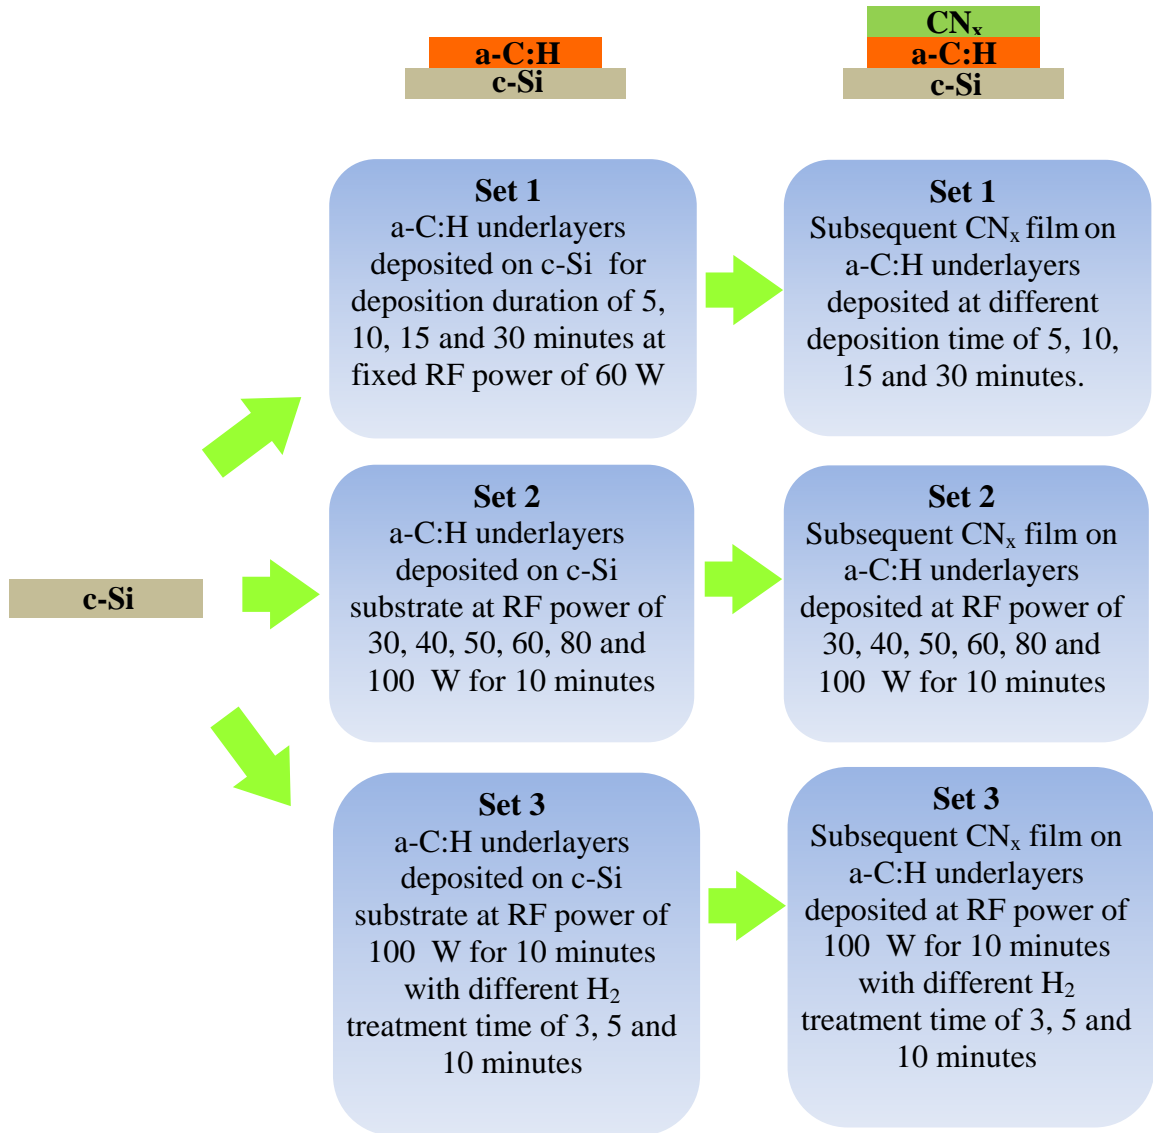 a-C:H
c-Si
CNₓ
a-C:H
c-Si
Set 1
a-C:H underlayers
deposited on c-Si for
deposition duration of 5,
10, 15 and 30 minutes at
fixed RF power of 60 W
Set 1
Subsequent CNₓ film on
a-C:H underlayers
deposited at different
deposition time of 5, 10,
15 and 30 minutes.
c-Si
Set 2
a-C:H underlayers
deposited on c-Si
substrate at RF power of
30, 40, 50, 60, 80 and
100 W for 10 minutes
Set 2
Subsequent CNₓ film on
a-C:H underlayers
deposited at RF power of
30, 40, 50, 60, 80 and
100 W for 10 minutes
Set 3
a-C:H underlayers
deposited on c-Si
substrate at RF power of
100 W for 10 minutes
with different H₂
treatment time of 3, 5 and
10 minutes
Set 3
Subsequent CNₓ film on
a-C:H underlayers
deposited at RF power of
100 W for 10 minutes
with different H₂
treatment time of 3, 5 and
10 minutes